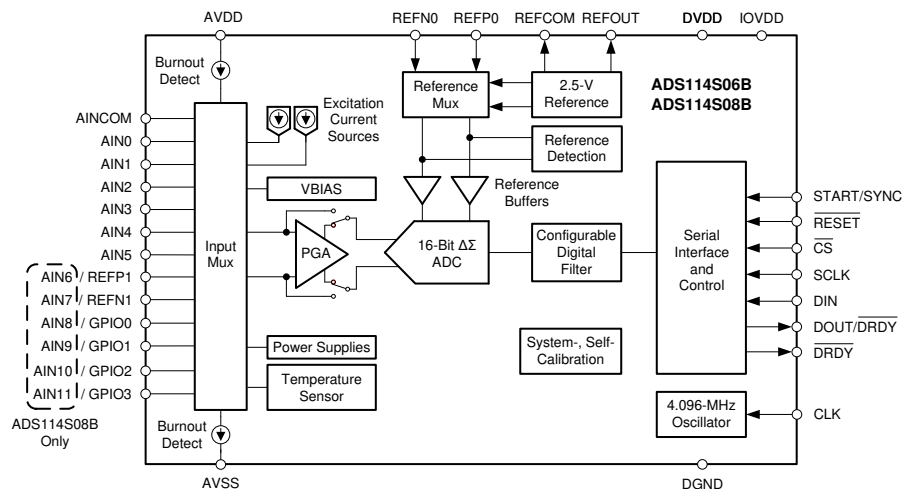 AVDD
REFN0
REFP0
REFCOM
REFOUT
DVDD
IOVDD
Burnout
Detect
Reference
Mux
2.5-V
Reference
ADS114S06B
ADS114S08B
Excitation
Current
Sources
AINCOM
AIN0
AIN1
AIN2
AIN3
AIN4
AIN5
AIN6 / REFP1
AIN7 / REFN1
AIN8 / GPIO0
AIN9 / GPIO1
AIN10 / GPIO2
AIN11 / GPIO3
ADS114S08B
Only
Input
Mux
VBIAS
PGA
Reference
Detection
Reference
Buffers
16-Bit ΔΣ
ADC
Configurable
Digital
Filter
Serial
Interface
and
Control
START/SYNC
RESET
CS
SCLK
DIN
DOUT/DRDY
DRDY
Power Supplies
Temperature
Sensor
System-, Self-
Calibration
4.096-MHz
Oscillator
CLK
Burnout
Detect
AVSS
DGND